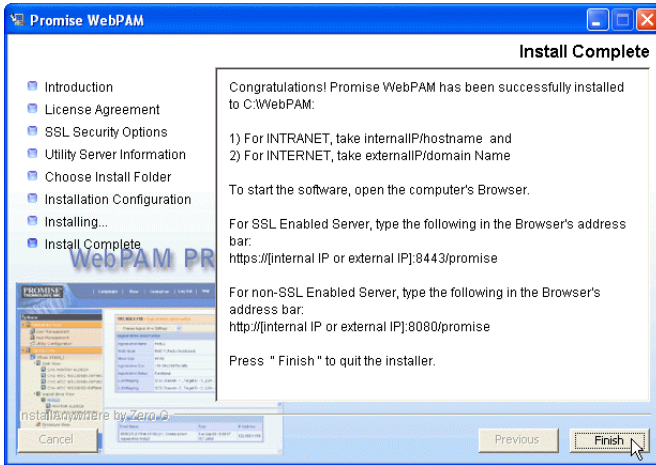 Promise WebPAM
Install Complete
Introduction
License Agreement
SSL Security Options
Utility Server Information
Choose Install Folder
Installation Configuration
Installing...
Install Complete
WebPAM PR
PROMISE
TECHNOLOGY, INC.
Congratulations! Promise WebPAM has been successfully installed
to C:\WebPAM:
1) For INTRANET, take internalIP/hostname and
2) For INTERNET, take externalIP/domain Name
To start the software, open the computer's Browser.
For SSL Enabled Server, type the following in the Browser's address
bar:
https://[internal IP or external IP]:8443/promise
For non-SSL Enabled Server, type the following in the Browser's
address bar:
http://[internal IP or external IP]:8080/promise
Press " Finish " to quit the installer.
InstallAnywhere by Zero G
Cancel
Previous
Finish